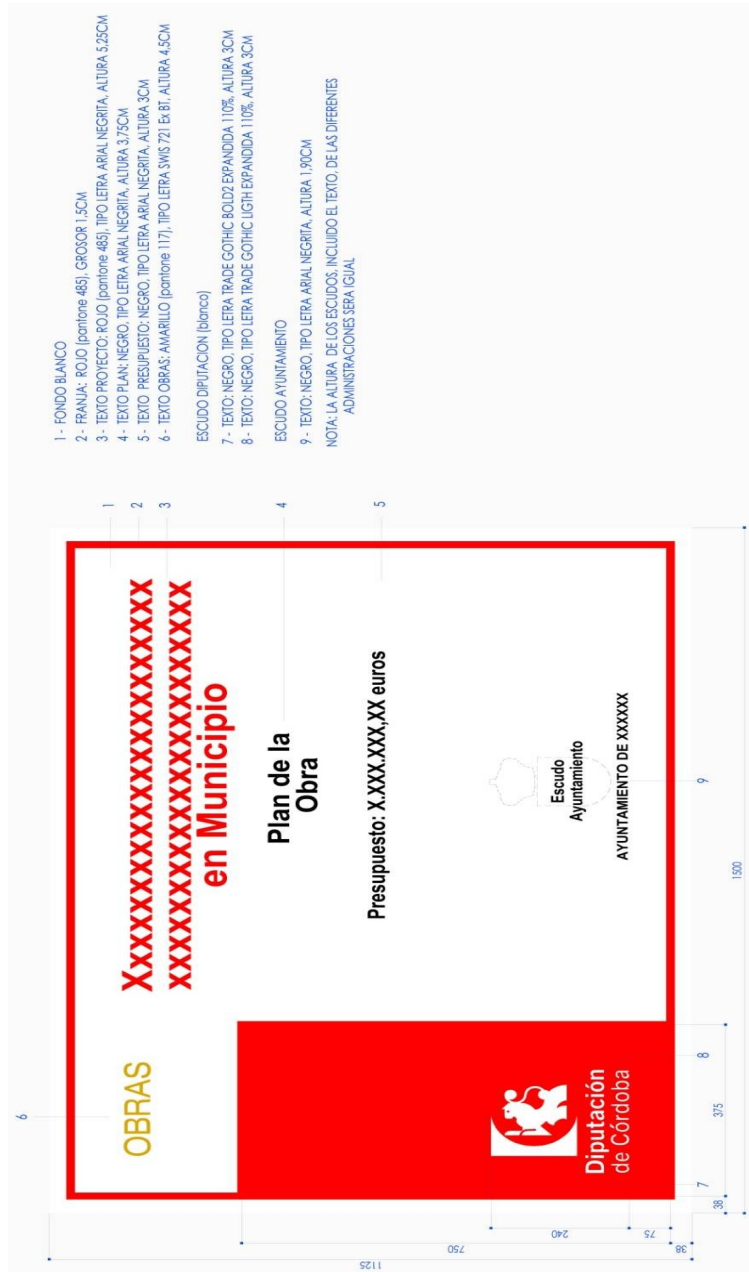 1 - FONDO BLANCO
2 - FRANJA: ROJO (pantone 485), GROSOR 1,5CM
3 - TEXTO PROYECTO: ROJO (pantone 485), TIPO LETRA ARIAL NEGRITA, ALTURA 5,25CM
4 - TEXTO PLAN: NEGRO, TIPO LETRA ARIAL NEGRITA, ALTURA 3,75CM
5 - TEXTO PRESUPUESTO: NEGRO, TIPO LETRA ARIAL NEGRITA, ALTURA 3CM
6 - TEXTO OBRAS: AMARILLO (pantone 117), TIPO LETRA SWIS 721 Ex BT, ALTURA 4,5CM
ESCUDO DIPUTACION (blanco)
7 - TEXTO: NEGRO, TIPO LETRA TRADE GOTHIC BOLD2 EXPANDIDA 110%, ALTURA 3CM
8 - TEXTO: NEGRO, TIPO LETRA TRADE GOTHIC LIGTH EXPANDIDA 110%, ALTURA 3CM
ESCUDO AYUNTAMIENTO
9 - TEXTO: NEGRO, TIPO LETRA ARIAL NEGRITA, ALTURA 1,90CM
NOTA: LA ALTURA DE LOS ESCUDOS, INCLUIDO EL TEXTO, DE LAS DIFERENTES
ADMINISTRACIONES SERA IGUAL
6
1
2
3
4
5
OBRAS
Xxxxxxxxxxxxxxxxxxxxxxx
xxxxxxxxxxxxxxxxxxxxxxx
en Municipio
Plan de la
Obra
Presupuesto: X.XXX.XXX,XX euros
Escudo
Ayuntamiento
AYUNTAMIENTO DE XXXXXX
Diputación
de Córdoba
7
8
9
38
375
1500
1125
750
240
75
38